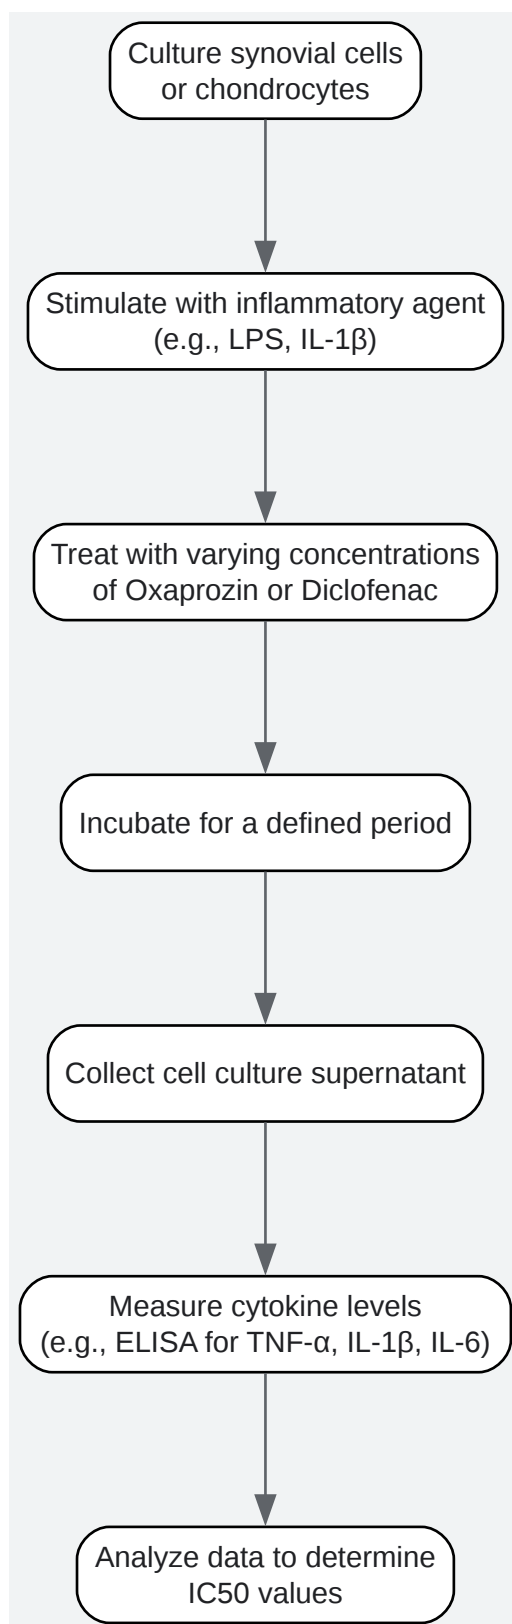 Culture synovial cells
or chondrocytes
Stimulate with inflammatory agent
(e.g., LPS, IL-1β)
Treat with varying concentrations
of Oxaprozin or Diclofenac
Incubate for a defined period
Collect cell culture supernatant
Measure cytokine levels
(e.g., ELISA for TNF-α, IL-1β, IL-6)
Analyze data to determine
IC50 values